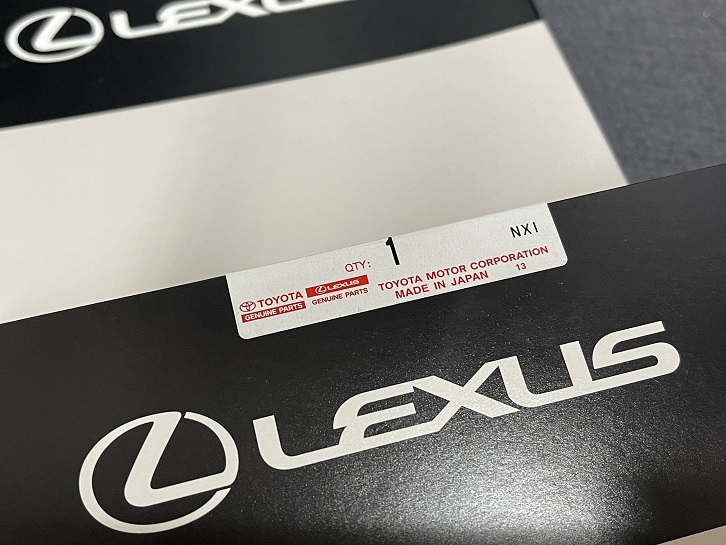 LEXUS
QTY: 1 NXI
TOYOTA LEXUS TOYOTA MOTOR CORPORATION
GENUINE PARTS GENUINE PARTS MADE IN JAPAN 13
LEXUS